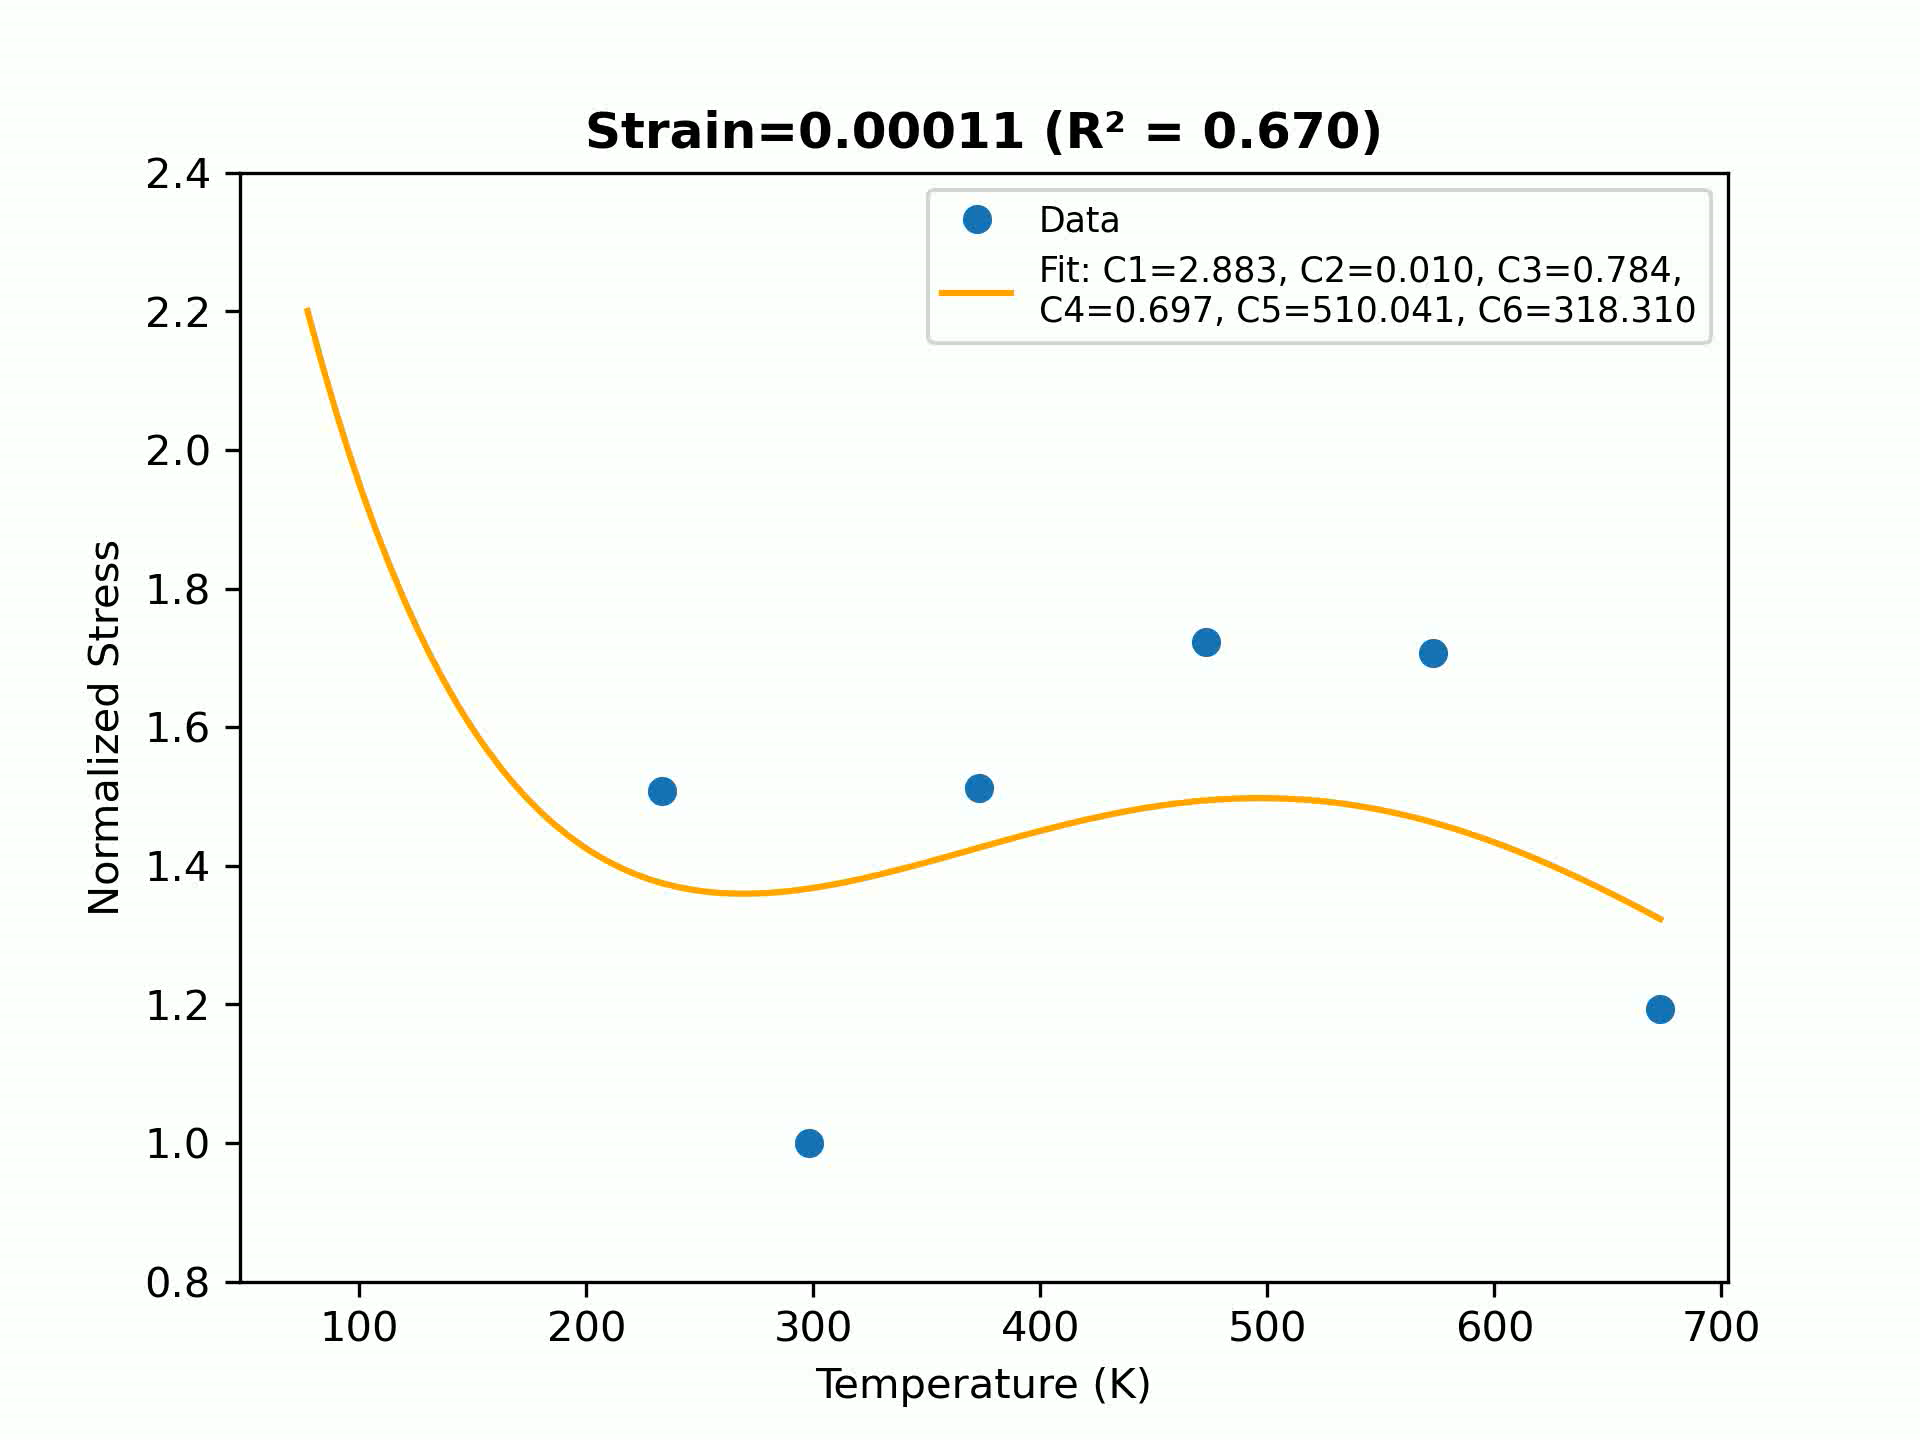 Strain=0.00011 (R² = 0.670)
2.4
2.2
2.0
1.8
1.6
1.4
1.2
1.0
0.8
Normalized Stress
Data
Fit: C1=2.883, C2=0.010, C3=0.784,
C4=0.697, C5=510.041, C6=318.310
100 200 300 400 500 600 700
Temperature (K)